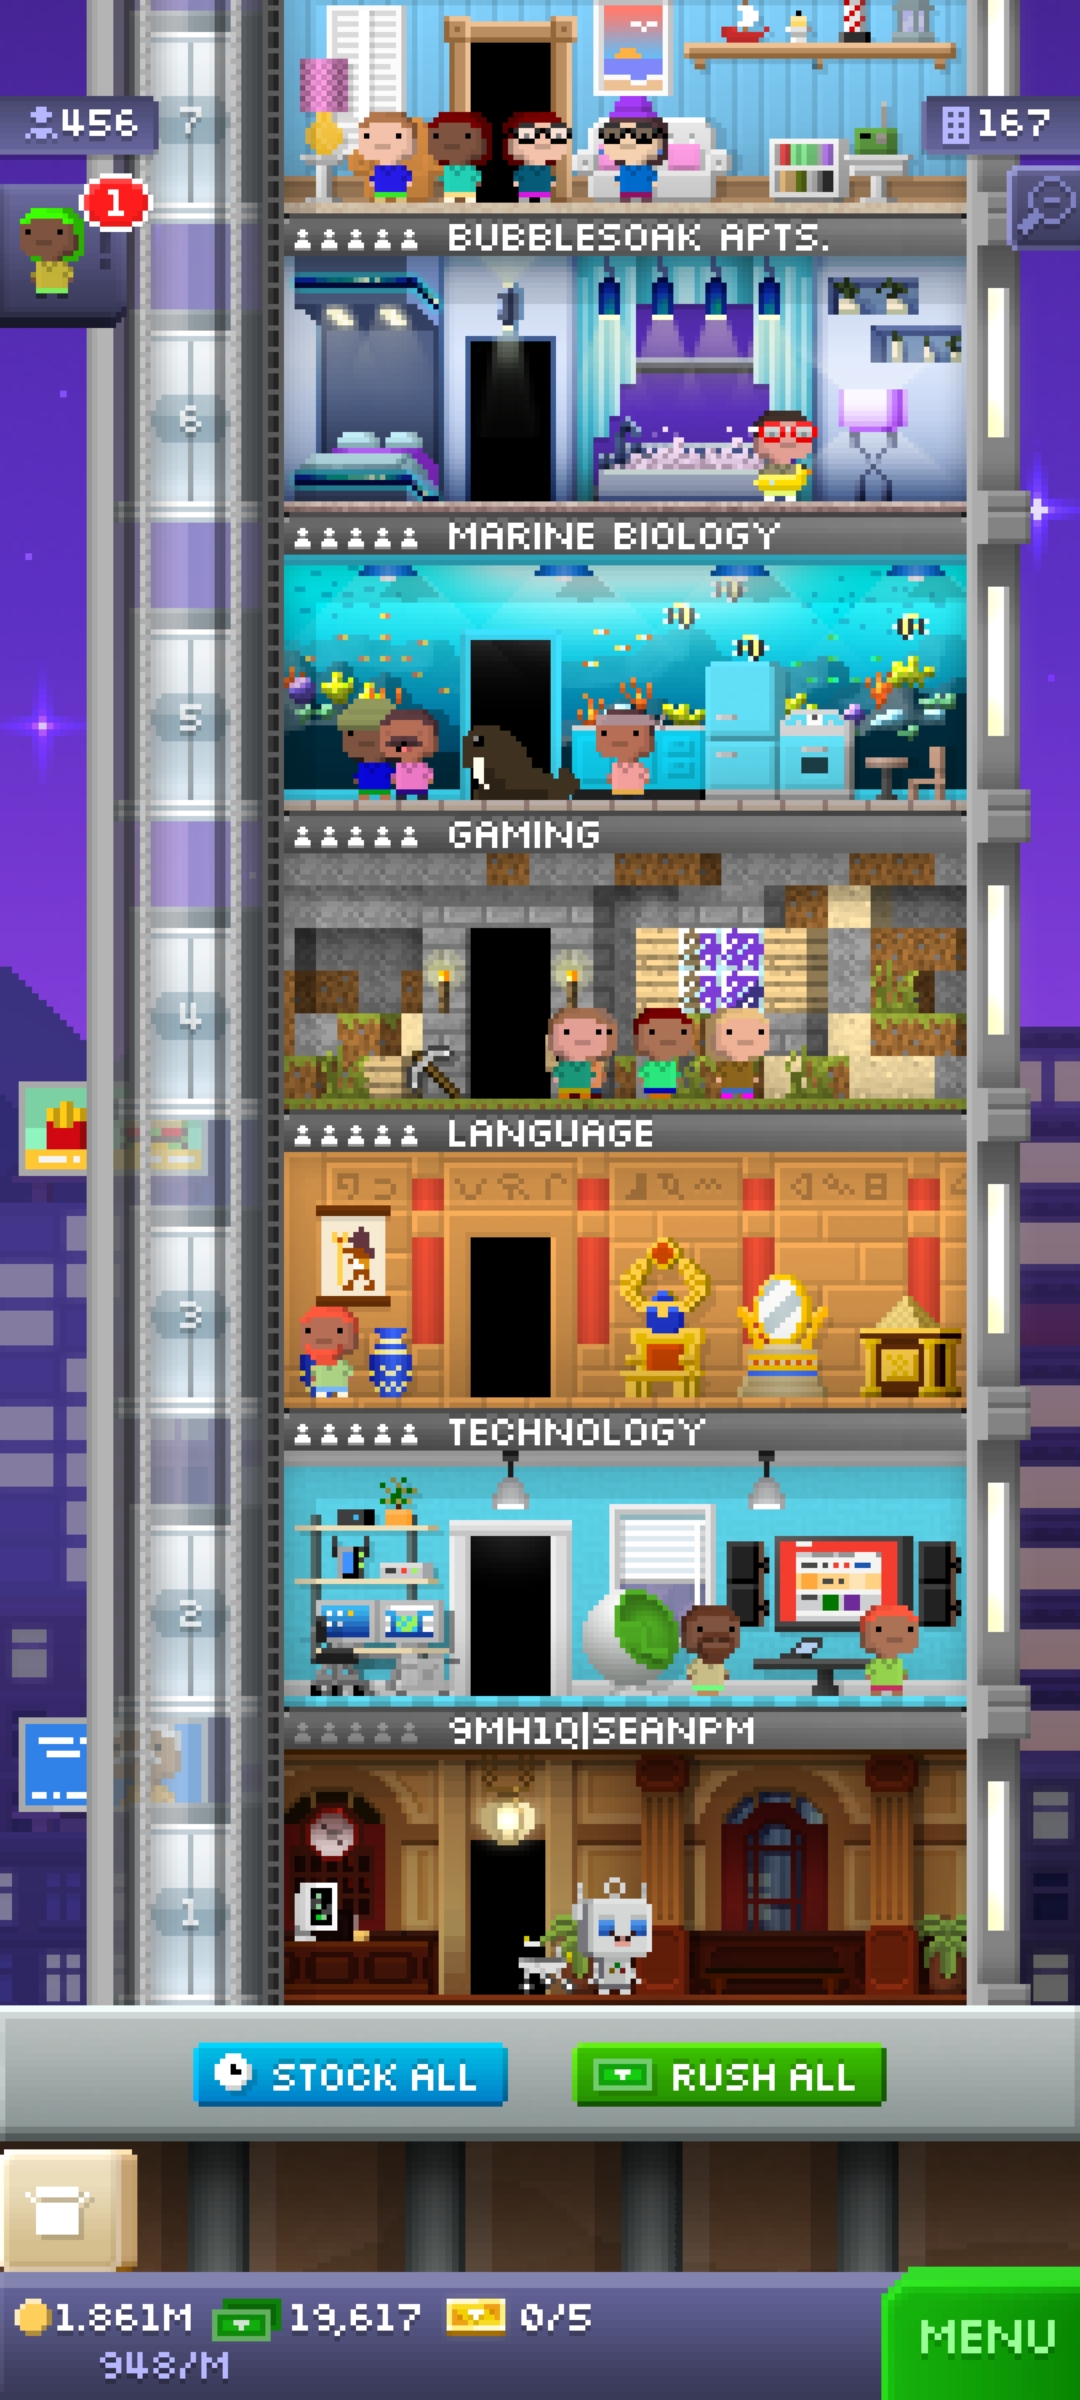 7
456
167
1
BUBBLESOAK APTS.
6
MARINE BIOLOGY
5
GAMING
4
LANGUAGE
3
TECHNOLOGY
2
9MH1Q|SEANPM
1
STOCK ALL
RUSH ALL
1.861M
19,617
0/5
948/M
MENU